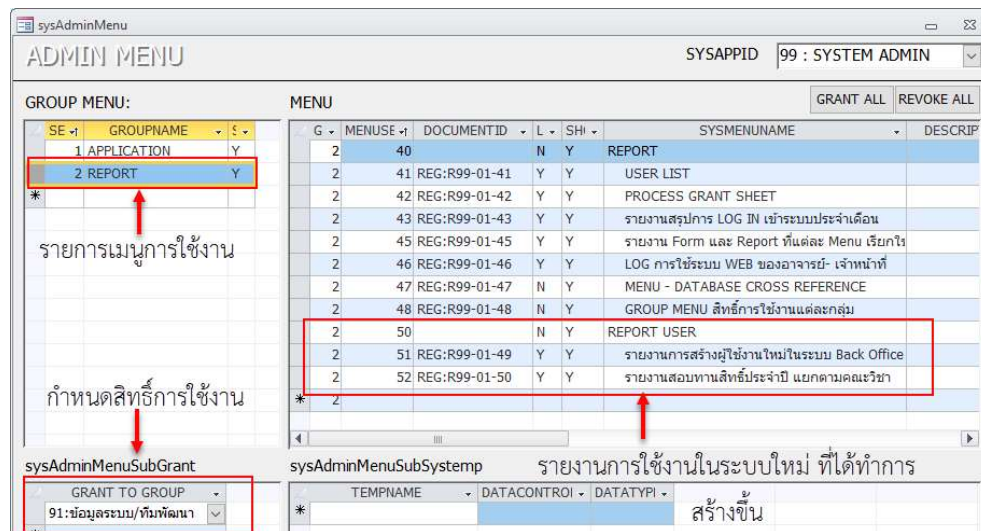 sysAdminMenu
ADMIN MENU
SYSAPPID 99 : SYSTEM ADMIN
GROUP MENU:
MENU
GRANT ALL REVOKE ALL
SE GROUPNAME S
1 APPLICATION Y
2 REPORT Y
รายการเมนูการใช้งาน
กำหนดสิทธิ์การใช้งาน
G MENUSE DOCUMENTID L SH SYSMENUNAME DESCRIP
2 40 N Y REPORT
2 41 REG:R99-01-41 Y Y USER LIST
2 42 REG:R99-01-42 Y Y PROCESS GRANT SHEET
2 43 REG:R99-01-43 Y Y รายงานสรุปการ LOG IN เข้าระบบประจำเดือน
2 45 REG:R99-01-45 Y Y รายงาน Form และ Report ที่แต่ละ Menu เรียกใ
2 46 REG:R99-01-46 Y Y LOG การใช้ระบบ WEB ของอาจารย์- เจ้าหน้าที่
2 47 REG:R99-01-47 N Y MENU - DATABASE CROSS REFERENCE
2 48 REG:R99-01-48 N Y GROUP MENU สิทธิ์การใช้งานแต่ละกลุ่ม
2 50 N Y REPORT USER
2 51 REG:R99-01-49 Y Y รายงานการสร้างผู้ใช้งานใหม่ในระบบ Back Office
2 52 REG:R99-01-50 Y Y รายงานสอบทานสิทธิ์ประจำปี แยกตามคณะวิชา
* 2
sysAdminMenuSubGrant
GRANT TO GROUP
91:ข้อมูลระบบ/ทีมพัฒนา
sysAdminMenuSubSystemp
TEMPNAME DATACONTROI DATATYPI
รายงานการใช้งานในระบบใหม่ ที่ได้ทำการ
สร้างขึ้น